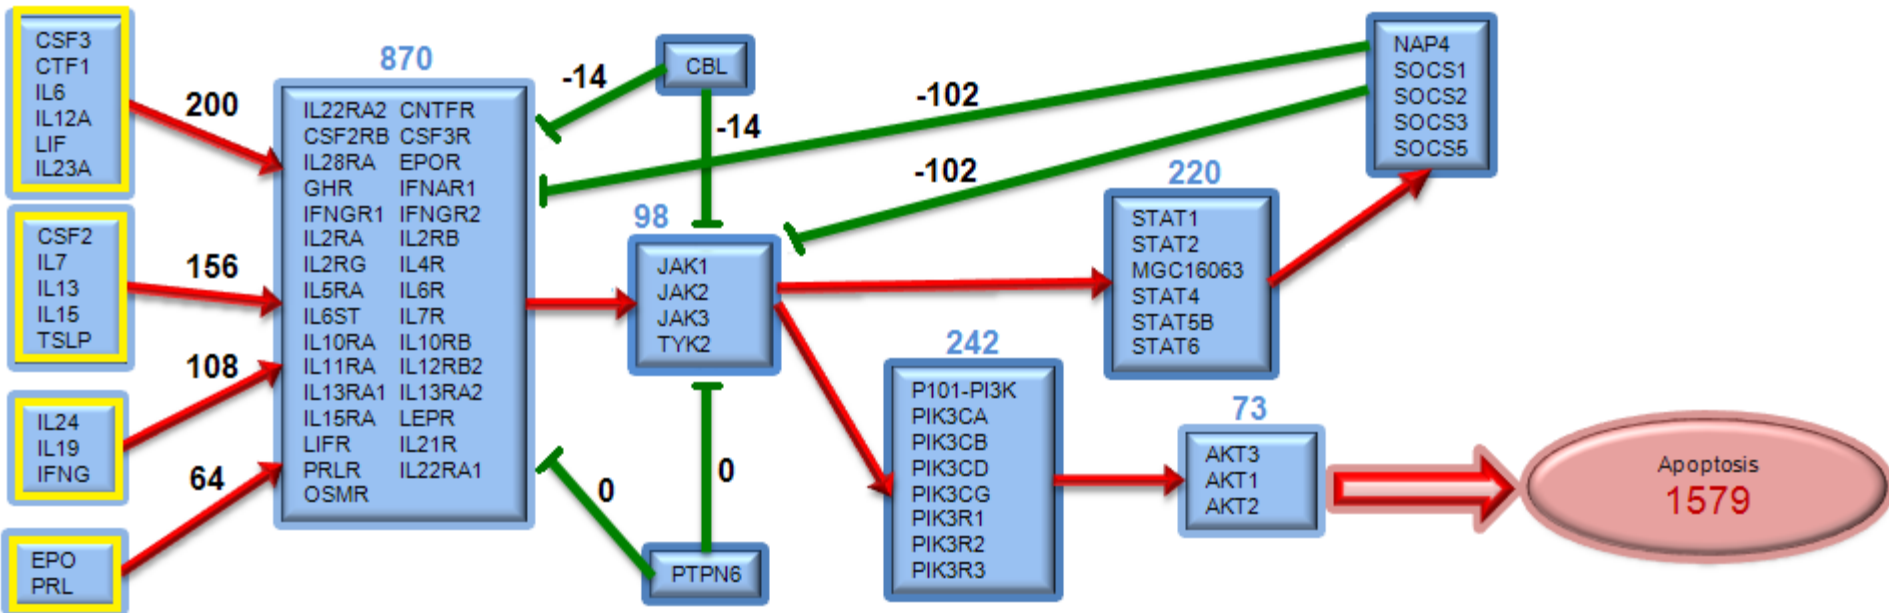 CSF3
CTF1
IL6
IL12A
LIF
IL23A
200
CSF2
IL7
IL13
IL15
TSLP
156
IL24
IL19
IFNG
108
EPO
PRL
64
870
IL22RA2 CNTFR
CSF2RB CSF3R
IL28RA EPOR
GHR IFNAR1
IFNGR1 IFNGR2
IL2RA IL2RB
IL2RG IL4R
IL5RA IL6R
IL6ST IL7R
IL10RA IL10RB
IL11RA IL12RB2
IL13RA1 IL13RA2
IL15RA LEPR
LIFR IL21R
PRLR IL22RA1
OSMR
CBL
-14
-14
98
JAK1
JAK2
JAK3
TYK2
0
0
PTPN6
-102
-102
NAP4
SOCS1
SOCS2
SOCS3
SOCS5
220
STAT1
STAT2
MGC16063
STAT4
STAT5B
STAT6
242
P101-PI3K
PIK3CA
PIK3CB
PIK3CD
PIK3CG
PIK3R1
PIK3R2
PIK3R3
73
AKT3
AKT1
AKT2
Apoptosis
1579